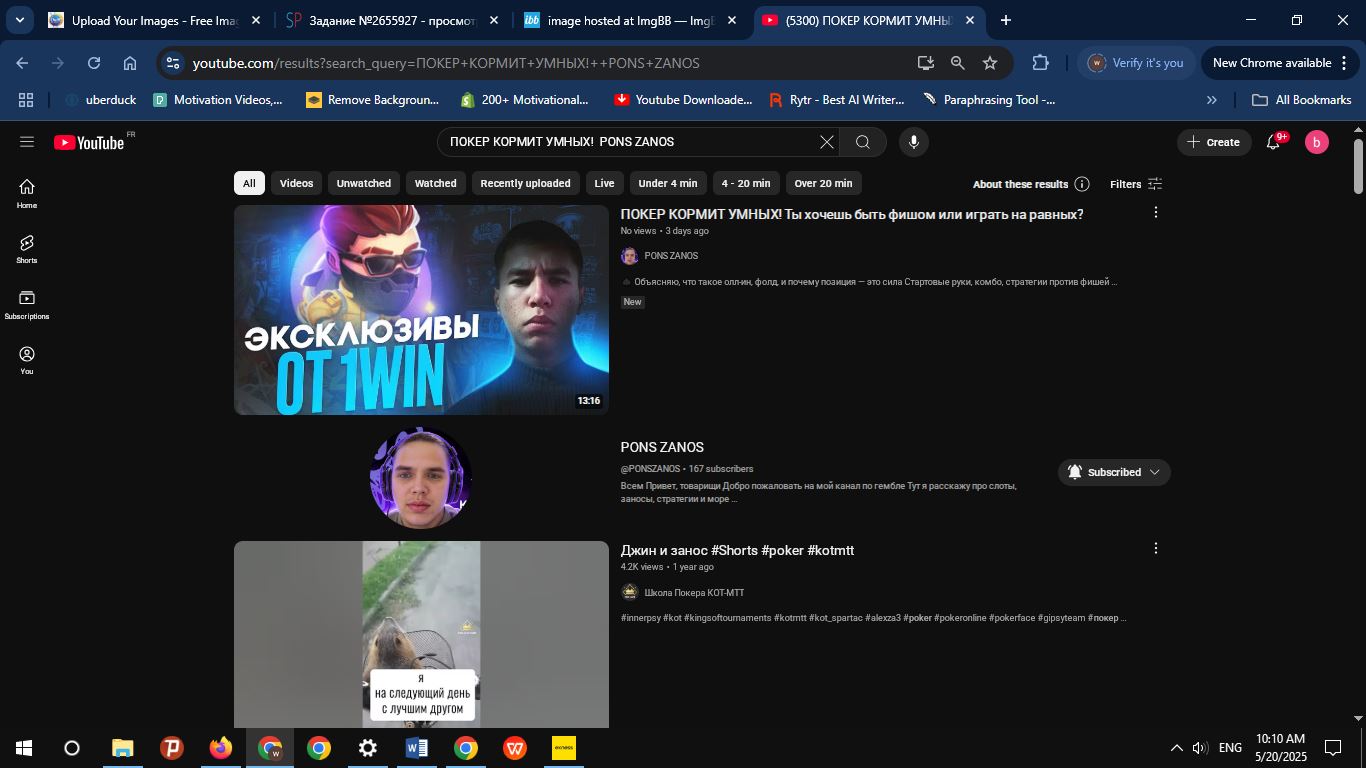 Upload Your Images - Free Imag
Задание №2655927 - просмотр
image hosted at ImgBB — ImgB
(5300) ПОКЕР КОРМИТ УМНЫХ
youtube.com/results?search_query=ПОКЕР+КОРМИТ+УМНЫХ!++PONS+ZANOS
Verify it's you
New Chrome available
uberduck
Motivation Videos,...
Remove Backgroun...
200+ Motivational...
Youtube Downloade...
Rytr - Best AI Writer...
Paraphrasing Tool -...
»
All Bookmarks
YouTube FR
ПОКЕР КОРМИТ УМНЫХ!  PONS ZANOS
Create
9+
b
All
Videos
Unwatched
Watched
Recently uploaded
Live
Under 4 min
4 - 20 min
Over 20 min
About these results
Filters
Home
Shorts
Subscriptions
You
ЭКСКЛЮЗИВЫ
ОТ 1WIN
13:16
ПОКЕР КОРМИТ УМНЫХ! Ты хочешь быть фишом или играть на равных?
No views • 3 days ago
PONS ZANOS
♠ Объясняю, что такое олл-ин, фолд, и почему позиция — это сила Стартовые руки, комбо, стратегии против фишей ...
New
PONS ZANOS
@PONSZANOS • 167 subscribers
Всем Привет, товарищи Добро пожаловать на мой канал по гембле Тут я расскажу про слоты,
заносы, стратегии и море ...
Subscribed
Джин и занос #Shorts #poker #kotmtt
4.2K views • 1 year ago
Школа Покера КОТ-МТТ
#innerpsy #kot #kingsoftournaments #kotmtt #kot_spartac #alexza3 #poker #pokeronline #pokerface #gipsyteam #покер ...
я
на следующий день
с лучшим другом
exness
ENG
10:10 AM
5/20/2025